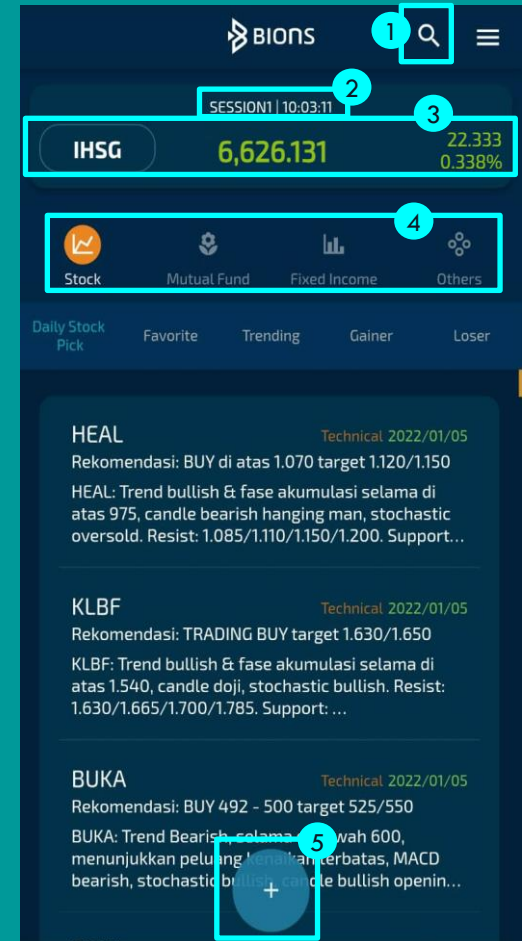 BIONS
1
2
SESSION1 | 10:03:11
3
IHSG
6,626.131
22.333
0.338%
4
Stock
Mutual Fund
Fixed Income
Others
Daily Stock
Pick
Favorite
Trending
Gainer
Loser
HEAL
Technical 2022/01/05
Rekomendasi: BUY di atas 1.070 target 1.120/1.150
HEAL: Trend bullish & fase akumulasi selama di
atas 975, candle bearish hanging man, stochastic
oversold. Resist: 1.085/1.110/1.150/1.200. Support...
KLBF
Technical 2022/01/05
Rekomendasi: TRADING BUY target 1.630/1.650
KLBF: Trend bullish & fase akumulasi selama di
atas 1.540, candle doji, stochastic bullish. Resist:
1.630/1.665/1.700/1.785. Support: ...
BUKA
Technical 2022/01/05
Rekomendasi: BUY 492 - 500 target 525/550
BUKA: Trend Bearish, selama wah 600,
5
menunjukkan peluang kenaikan terbatas, MACD
bearish, stochastic bullish, candle bullish openin...
+